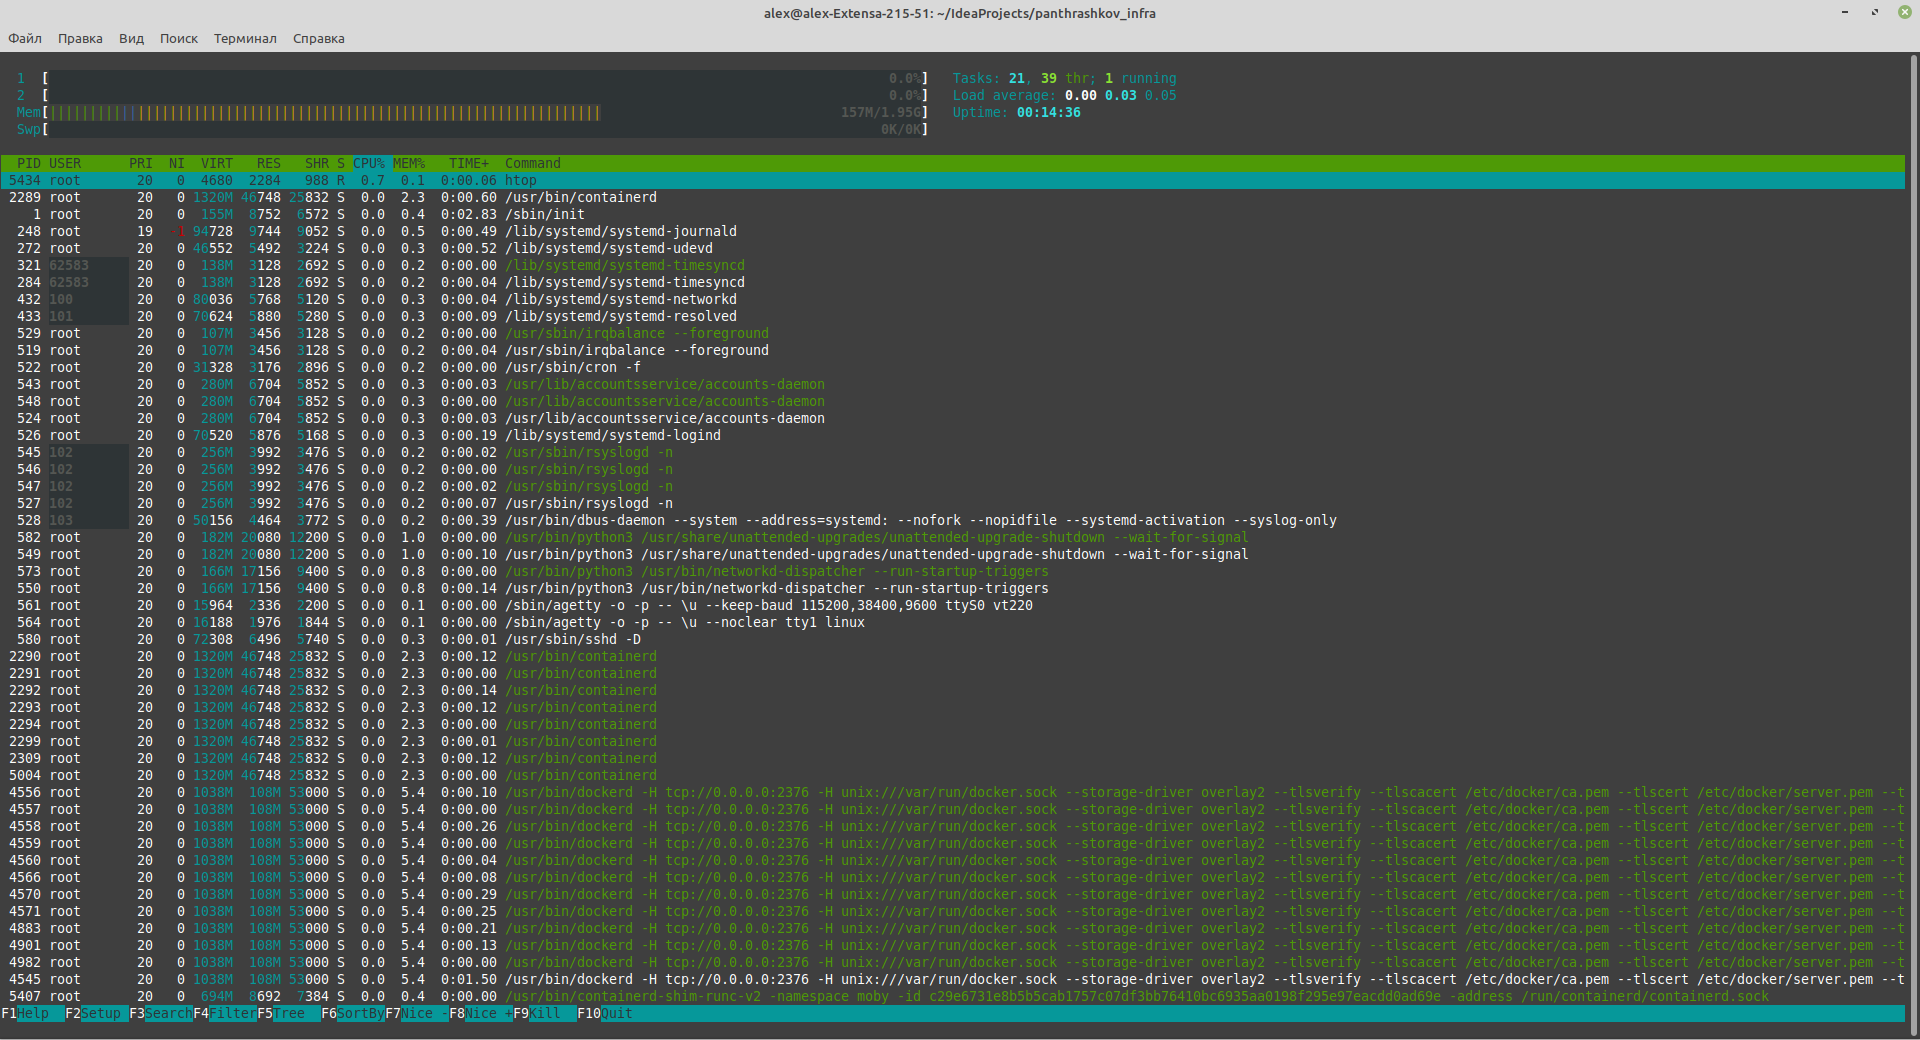 alex@alex-Extensa-215-51: ~/IdeaProjects/panthrashkov_infra
Файл Правка Вид Поиск Терминал Справка
1 [ 0.0%] Tasks: 21, 39 thr; 1 running
2 [ 0.0%] Load average: 0.00 0.03 0.05
Mem[|||||||||||||||||||||||||||||||||||||||||||||||||||||||||||||||||||| 157M/1.95G] Uptime: 00:14:36
Swp[ 0K/0K]
PID USER PRI NI VIRT RES SHR S CPU% MEM% TIME+ Command
5434 root 20 0 4680 2284 988 R 0.7 0.1 0:00.06 htop
2289 root 20 0 1320M 46748 25832 S 0.0 2.3 0:00.60 /usr/bin/containerd
1 root 20 0 155M 8752 6572 S 0.0 0.4 0:02.83 /sbin/init
248 root 19 -1 94728 9744 9052 S 0.0 0.5 0:00.49 /lib/systemd/systemd-journald
272 root 20 0 46552 5492 3224 S 0.0 0.3 0:00.52 /lib/systemd/systemd-udevd
321 62583 20 0 138M 3128 2692 S 0.0 0.2 0:00.00 /lib/systemd/systemd-timesyncd
284 62583 20 0 138M 3128 2692 S 0.0 0.2 0:00.04 /lib/systemd/systemd-timesyncd
432 100 20 0 80036 5768 5120 S 0.0 0.3 0:00.04 /lib/systemd/systemd-networkd
433 101 20 0 70624 5880 5280 S 0.0 0.3 0:00.09 /lib/systemd/systemd-resolved
529 root 20 0 107M 3456 3128 S 0.0 0.2 0:00.00 /usr/sbin/irqbalance --foreground
519 root 20 0 107M 3456 3128 S 0.0 0.2 0:00.04 /usr/sbin/irqbalance --foreground
522 root 20 0 31328 3176 2896 S 0.0 0.2 0:00.00 /usr/sbin/cron -f
543 root 20 0 280M 6704 5852 S 0.0 0.3 0:00.03 /usr/lib/accountsservice/accounts-daemon
548 root 20 0 280M 6704 5852 S 0.0 0.3 0:00.00 /usr/lib/accountsservice/accounts-daemon
524 root 20 0 280M 6704 5852 S 0.0 0.3 0:00.03 /usr/lib/accountsservice/accounts-daemon
526 root 20 0 70520 5876 5168 S 0.0 0.3 0:00.19 /lib/systemd/systemd-logind
545 102 20 0 256M 3992 3476 S 0.0 0.2 0:00.02 /usr/sbin/rsyslogd -n
546 102 20 0 256M 3992 3476 S 0.0 0.2 0:00.00 /usr/sbin/rsyslogd -n
547 102 20 0 256M 3992 3476 S 0.0 0.2 0:00.02 /usr/sbin/rsyslogd -n
527 102 20 0 256M 3992 3476 S 0.0 0.2 0:00.07 /usr/sbin/rsyslogd -n
528 103 20 0 50156 4464 3772 S 0.0 0.2 0:00.39 /usr/bin/dbus-daemon --system --address=systemd: --nofork --nopidfile --systemd-activation --syslog-only
582 root 20 0 182M 20080 12200 S 0.0 1.0 0:00.00 /usr/bin/python3 /usr/share/unattended-upgrades/unattended-upgrade-shutdown --wait-for-signal
549 root 20 0 182M 20080 12200 S 0.0 1.0 0:00.10 /usr/bin/python3 /usr/share/unattended-upgrades/unattended-upgrade-shutdown --wait-for-signal
573 root 20 0 166M 17156 9400 S 0.0 0.8 0:00.00 /usr/bin/python3 /usr/bin/networkd-dispatcher --run-startup-triggers
550 root 20 0 166M 17156 9400 S 0.0 0.8 0:00.14 /usr/bin/python3 /usr/bin/networkd-dispatcher --run-startup-triggers
561 root 20 0 15964 2336 2200 S 0.0 0.1 0:00.00 /sbin/agetty -o -p -- \u --keep-baud 115200,38400,9600 ttyS0 vt220
564 root 20 0 16188 1976 1844 S 0.0 0.1 0:00.00 /sbin/agetty -o -p -- \u --noclear tty1 linux
580 root 20 0 72308 6496 5740 S 0.0 0.3 0:00.01 /usr/sbin/sshd -D
2290 root 20 0 1320M 46748 25832 S 0.0 2.3 0:00.12 /usr/bin/containerd
2291 root 20 0 1320M 46748 25832 S 0.0 2.3 0:00.00 /usr/bin/containerd
2292 root 20 0 1320M 46748 25832 S 0.0 2.3 0:00.14 /usr/bin/containerd
2293 root 20 0 1320M 46748 25832 S 0.0 2.3 0:00.12 /usr/bin/containerd
2294 root 20 0 1320M 46748 25832 S 0.0 2.3 0:00.00 /usr/bin/containerd
2299 root 20 0 1320M 46748 25832 S 0.0 2.3 0:00.01 /usr/bin/containerd
2309 root 20 0 1320M 46748 25832 S 0.0 2.3 0:00.12 /usr/bin/containerd
5004 root 20 0 1320M 46748 25832 S 0.0 2.3 0:00.00 /usr/bin/containerd
4556 root 20 0 1038M 108M 53000 S 0.0 5.4 0:00.10 /usr/bin/dockerd -H tcp://0.0.0.0:2376 -H unix:///var/run/docker.sock --storage-driver overlay2 --tlsverify --tlscacert /etc/docker/ca.pem --tlscert /etc/docker/server.pem --t
4557 root 20 0 1038M 108M 53000 S 0.0 5.4 0:00.00 /usr/bin/dockerd -H tcp://0.0.0.0:2376 -H unix:///var/run/docker.sock --storage-driver overlay2 --tlsverify --tlscacert /etc/docker/ca.pem --tlscert /etc/docker/server.pem --t
4558 root 20 0 1038M 108M 53000 S 0.0 5.4 0:00.26 /usr/bin/dockerd -H tcp://0.0.0.0:2376 -H unix:///var/run/docker.sock --storage-driver overlay2 --tlsverify --tlscacert /etc/docker/ca.pem --tlscert /etc/docker/server.pem --t
4559 root 20 0 1038M 108M 53000 S 0.0 5.4 0:00.00 /usr/bin/dockerd -H tcp://0.0.0.0:2376 -H unix:///var/run/docker.sock --storage-driver overlay2 --tlsverify --tlscacert /etc/docker/ca.pem --tlscert /etc/docker/server.pem --t
4560 root 20 0 1038M 108M 53000 S 0.0 5.4 0:00.04 /usr/bin/dockerd -H tcp://0.0.0.0:2376 -H unix:///var/run/docker.sock --storage-driver overlay2 --tlsverify --tlscacert /etc/docker/ca.pem --tlscert /etc/docker/server.pem --t
4566 root 20 0 1038M 108M 53000 S 0.0 5.4 0:00.08 /usr/bin/dockerd -H tcp://0.0.0.0:2376 -H unix:///var/run/docker.sock --storage-driver overlay2 --tlsverify --tlscacert /etc/docker/ca.pem --tlscert /etc/docker/server.pem --t
4570 root 20 0 1038M 108M 53000 S 0.0 5.4 0:00.29 /usr/bin/dockerd -H tcp://0.0.0.0:2376 -H unix:///var/run/docker.sock --storage-driver overlay2 --tlsverify --tlscacert /etc/docker/ca.pem --tlscert /etc/docker/server.pem --t
4571 root 20 0 1038M 108M 53000 S 0.0 5.4 0:00.25 /usr/bin/dockerd -H tcp://0.0.0.0:2376 -H unix:///var/run/docker.sock --storage-driver overlay2 --tlsverify --tlscacert /etc/docker/ca.pem --tlscert /etc/docker/server.pem --t
4883 root 20 0 1038M 108M 53000 S 0.0 5.4 0:00.21 /usr/bin/dockerd -H tcp://0.0.0.0:2376 -H unix:///var/run/docker.sock --storage-driver overlay2 --tlsverify --tlscacert /etc/docker/ca.pem --tlscert /etc/docker/server.pem --t
4901 root 20 0 1038M 108M 53000 S 0.0 5.4 0:00.13 /usr/bin/dockerd -H tcp://0.0.0.0:2376 -H unix:///var/run/docker.sock --storage-driver overlay2 --tlsverify --tlscacert /etc/docker/ca.pem --tlscert /etc/docker/server.pem --t
4982 root 20 0 1038M 108M 53000 S 0.0 5.4 0:00.00 /usr/bin/dockerd -H tcp://0.0.0.0:2376 -H unix:///var/run/docker.sock --storage-driver overlay2 --tlsverify --tlscacert /etc/docker/ca.pem --tlscert /etc/docker/server.pem --t
4545 root 20 0 1038M 108M 53000 S 0.0 5.4 0:01.50 /usr/bin/dockerd -H tcp://0.0.0.0:2376 -H unix:///var/run/docker.sock --storage-driver overlay2 --tlsverify --tlscacert /etc/docker/ca.pem --tlscert /etc/docker/server.pem --t
5407 root 20 0 694M 8692 7384 S 0.0 0.4 0:00.00 /usr/bin/containerd-shim-runc-v2 -namespace moby -id c29e6731e8b5b5cab1757c07df3bb76410bc6935aa0198f295e97eacdd0ad69e -address /run/containerd/containerd.sock
F1Help F2Setup F3SearchF4FilterF5Tree F6SortByF7Nice -F8Nice +F9Kill F10Quit